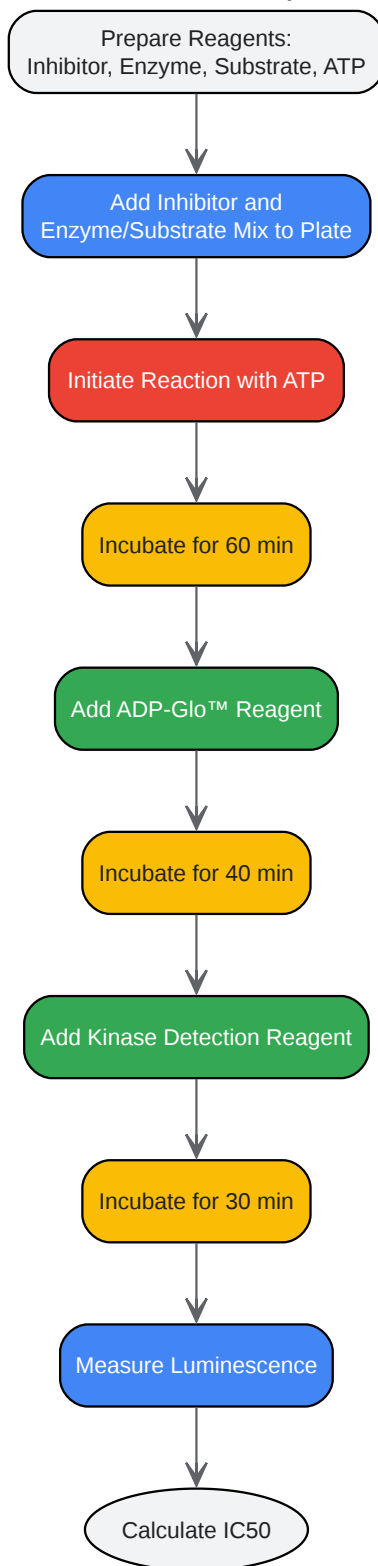 Prepare Reagents:
Inhibitor, Enzyme, Substrate, ATP
Add Inhibitor and
Enzyme/Substrate Mix to Plate
Initiate Reaction with ATP
Incubate for 60 min
Add ADP-Glo™ Reagent
Incubate for 40 min
Add Kinase Detection Reagent
Incubate for 30 min
Measure Luminescence
Calculate IC50